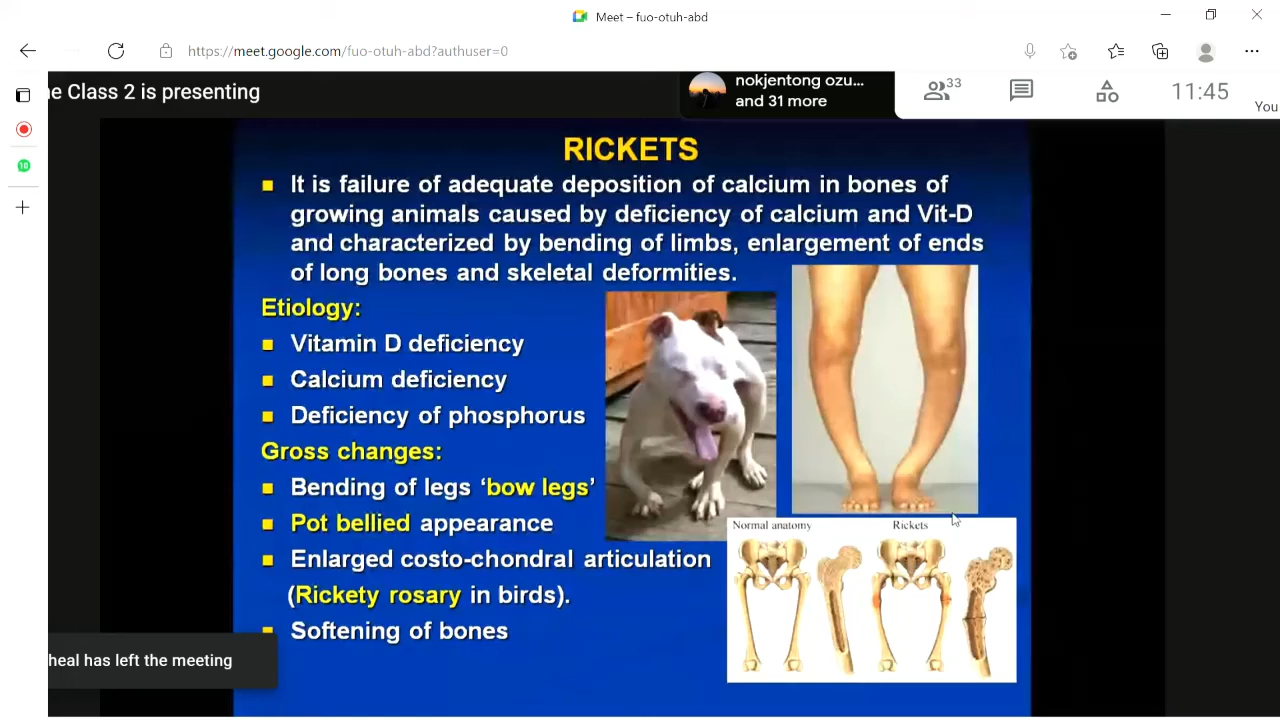 Meet – fuo-otuh-abd
https://meet.google.com/fuo-otuh-abd?authuser=0
e Class 2 is presenting
nokjentong ozu...
and 31 more
33
11:45
You
10
RICKETS
It is failure of adequate deposition of calcium in bones of
growing animals caused by deficiency of calcium and Vit-D
and characterized by bending of limbs, enlargement of ends
of long bones and skeletal deformities.
Etiology:
Vitamin D deficiency
Calcium deficiency
Deficiency of phosphorus
Gross changes:
Bending of legs ‘bow legs’
Pot bellied appearance
Enlarged costo-chondral articulation
(Rickety rosary in birds).
Softening of bones
Normal anatomy Rickets
heal has left the meeting